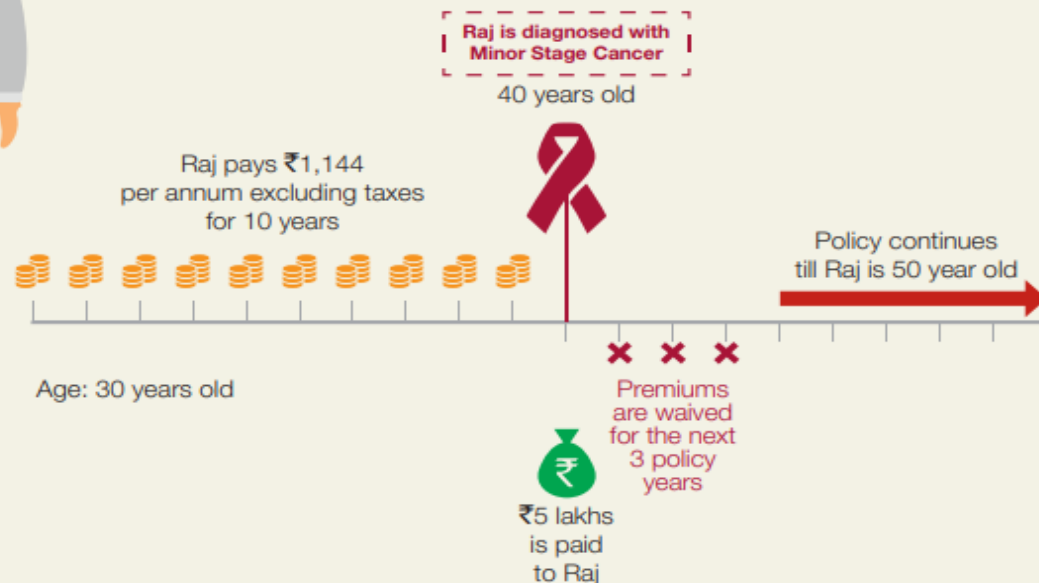 Raj is diagnosed with
Minor Stage Cancer
40 years old
Raj pays ₹1,144
per annum excluding taxes
for 10 years
Policy continues
till Raj is 50 year old
Age: 30 years old
Premiums
are waived
for the next
3 policy
years
₹
₹5 lakhs
is paid
to Raj